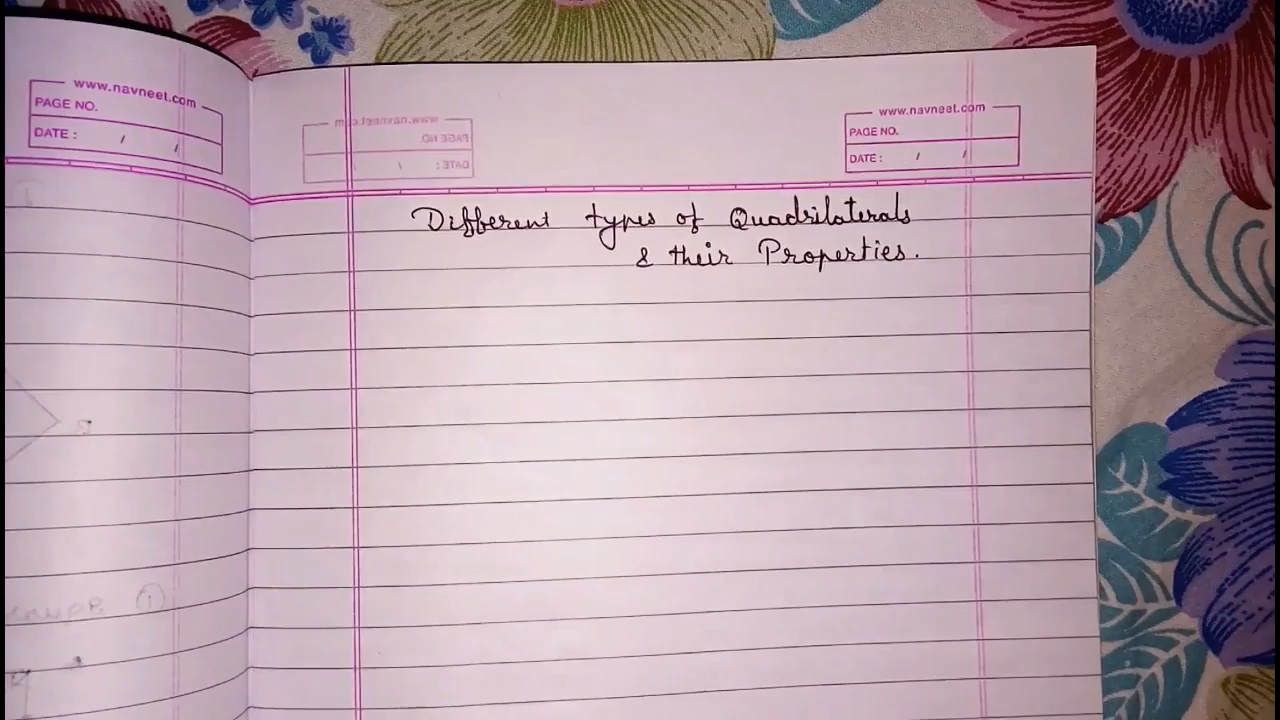 www.navneet.com
PAGE NO.
DATE : / /
www.navneet.com
PAGE NO.
DATE : / /
www.navneet.com
PAGE NO.
DATE : / /
Different types of Quadrilaterals
& their Properties.